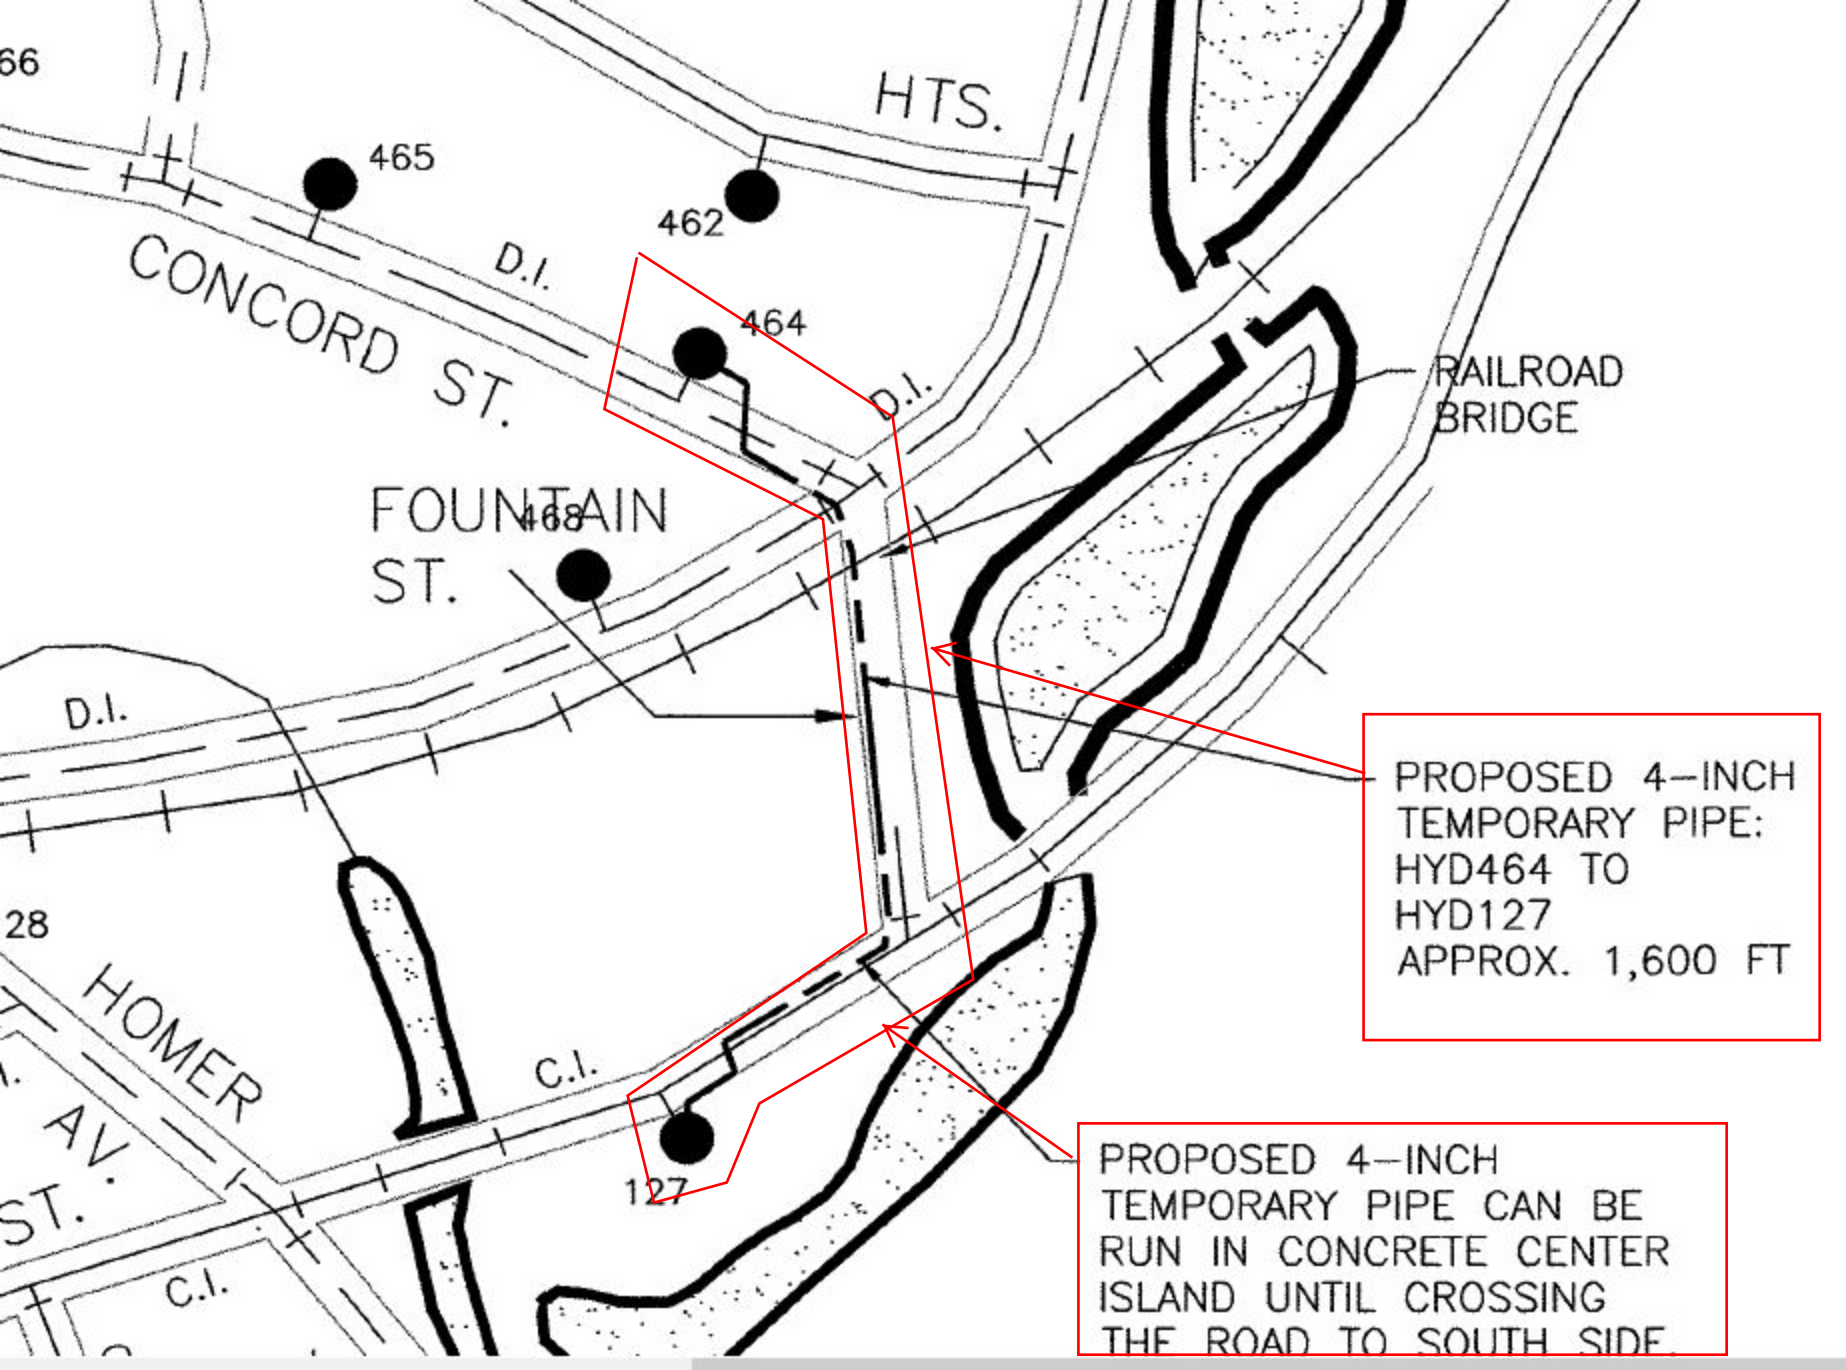 66
HTS.
465
462
CONCORD ST.
D.I.
464
D.I.
RAILROAD
BRIDGE
FOUNTAIN
ST.
468
D.I.
PROPOSED 4-INCH
TEMPORARY PIPE:
HYD464 TO
HYD127
APPROX. 1,600 FT
28
HOMER
C.I.
AV.
127
PROPOSED 4-INCH
TEMPORARY PIPE CAN BE
RUN IN CONCRETE CENTER
ISLAND UNTIL CROSSING
THE ROAD TO SOUTH SIDE.
ST.
C.I.